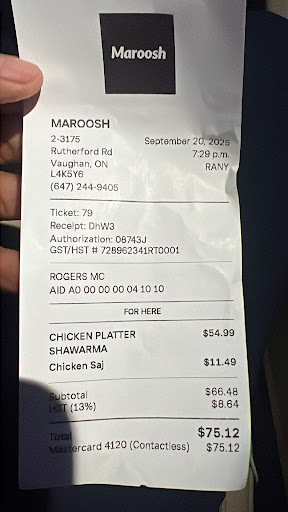 Maroosh
MAROOSH
2-3175
Rutherford Rd
Vaughan, ON
L4K5Y6
(647) 244-9405
September 20, 2025
7:29 p.m.
RANY
Ticket: 79
Receipt: DhW3
Authorization: 08743J
GST/HST # 728962341RT0001
ROGERS MC
AID A0 00 00 00 04 10 10
FOR HERE
CHICKEN PLATTER $54.99
SHAWARMA
Chicken Saj $11.49
Subtotal $66.48
HST (13%) $8.64
Total $75.12
Mastercard 4120 (Contactless) $75.12